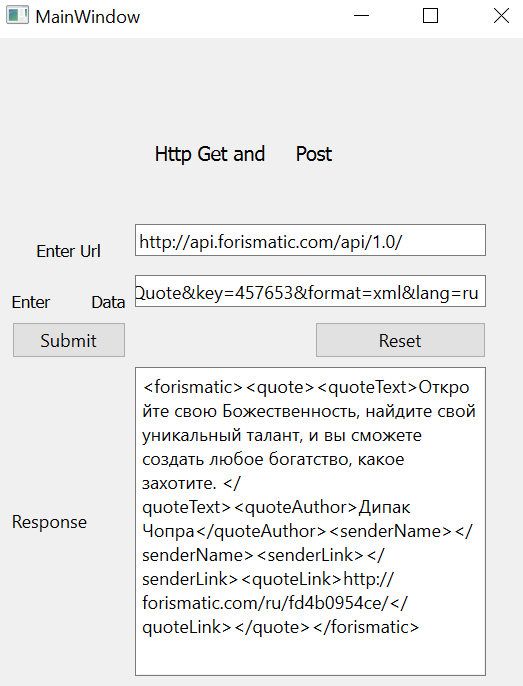 MainWindow
Http Get and Post
Enter Url
http://api.forismatic.com/api/1.0/
Enter Data
Quote&key=457653&format=xml&lang=ru
Submit
Reset
Response
<forismatic><quote><quoteText>Откро
йте свою Божественность, найдите свой
уникальный талант, и вы сможете
создать любое богатство, какое
захотите. </
quoteText><quoteAuthor>Дипак
Чопра</quoteAuthor><senderName></
senderName><senderLink></
senderLink><quoteLink>http://
forismatic.com/ru/fd4b0954ce/</
quoteLink></quote></forismatic>